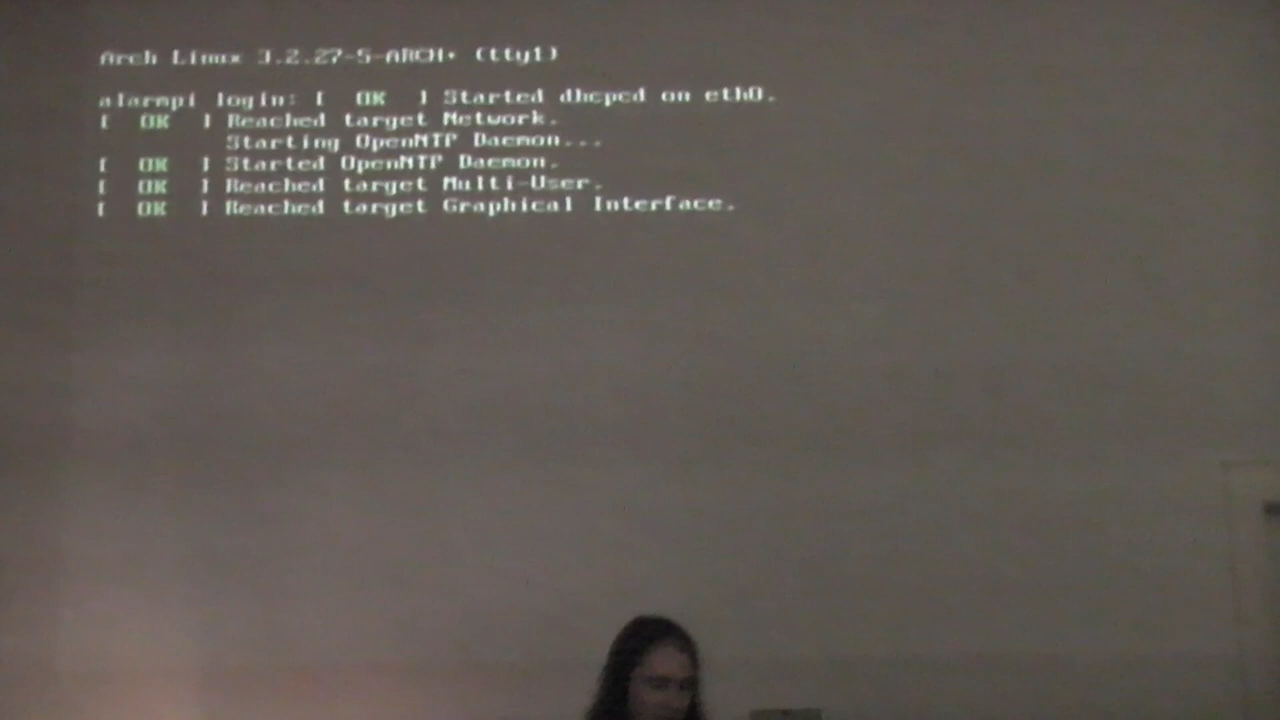 Arch Linux 3.2.27-5-ARCH+ (tty1)
alarmpi login: [  OK  ] Started dhcpcd on eth0.
[  OK  ] Reached target Network.
Starting OpenNTP Daemon...
[  OK  ] Started OpenNTP Daemon.
[  OK  ] Reached target Multi-User.
[  OK  ] Reached target Graphical Interface.